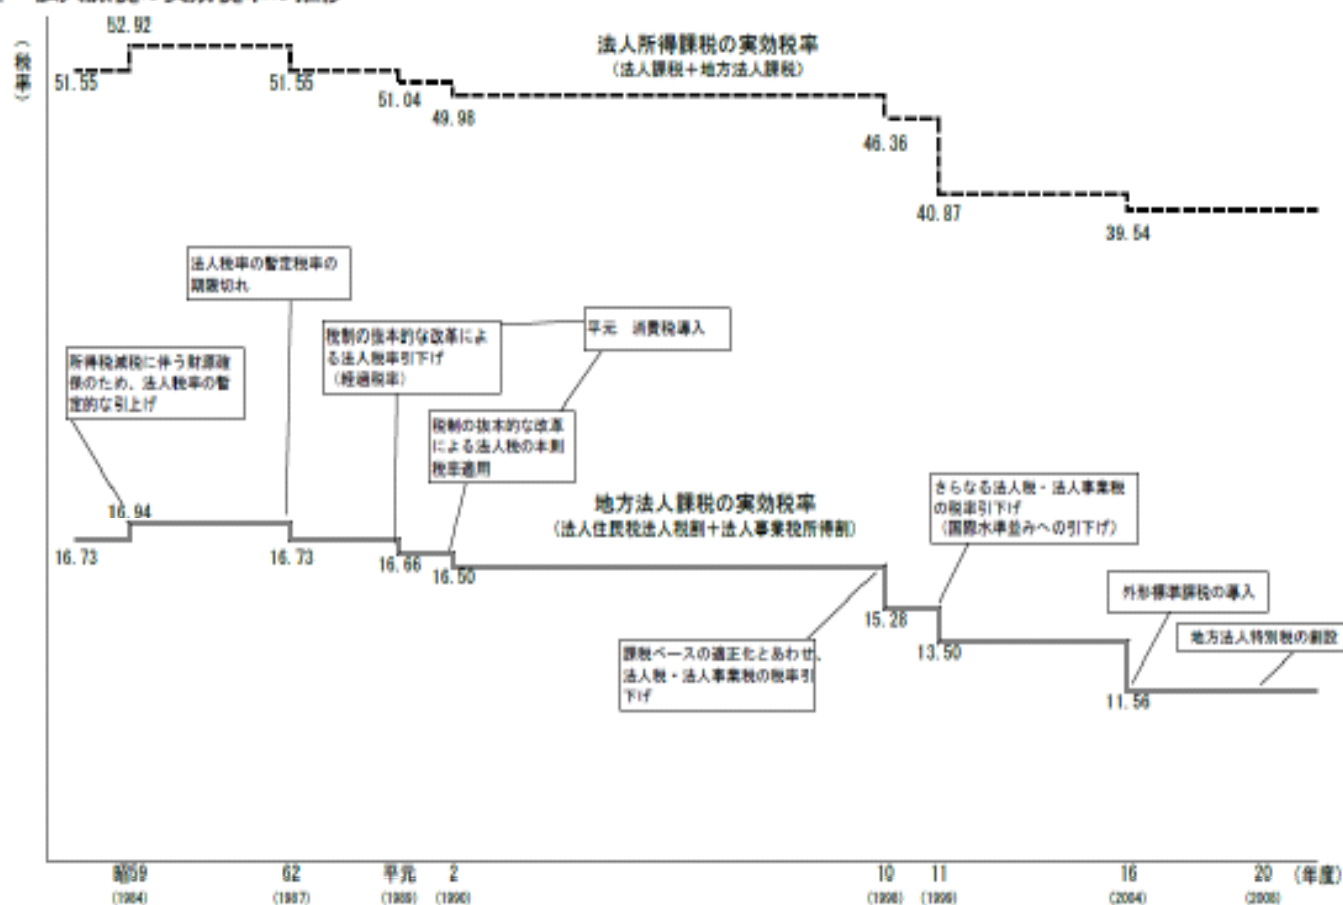 (税率)
52.92
51.55
51.55
51.04
49.98
46.36
40.87
39.54
法人所得課税の実効税率
(法人課税+地方法人課税)
法人税率の暫定税率の
期限切れ
所得税減税に伴う財源確
保のため、法人税率の暫
定的な引上げ
税制の抜本的な改革によ
る法人税率引下げ
(経過税率)
平元 消費税導入
税制の抜本的な改革
による法人税の本則
税率適用
地方法人課税の実効税率
(法人住民税法人税割+法人事業税所得割)
さらなる法人税・法人事業税
の税率引下げ
(国際水準並みへの引下げ)
外形標準課税の導入
地方法人特別税の創設
課税ベースの適正化とあわせ、
法人税・法人事業税の税率引
下げ
16.94
16.73
16.73
16.66
16.50
15.28
13.50
11.56
昭59
62
平元
2
10
11
16
20
(年度)
(1984)
(1987)
(1989)
(1990)
(1998)
(1999)
(2004)
(2008)